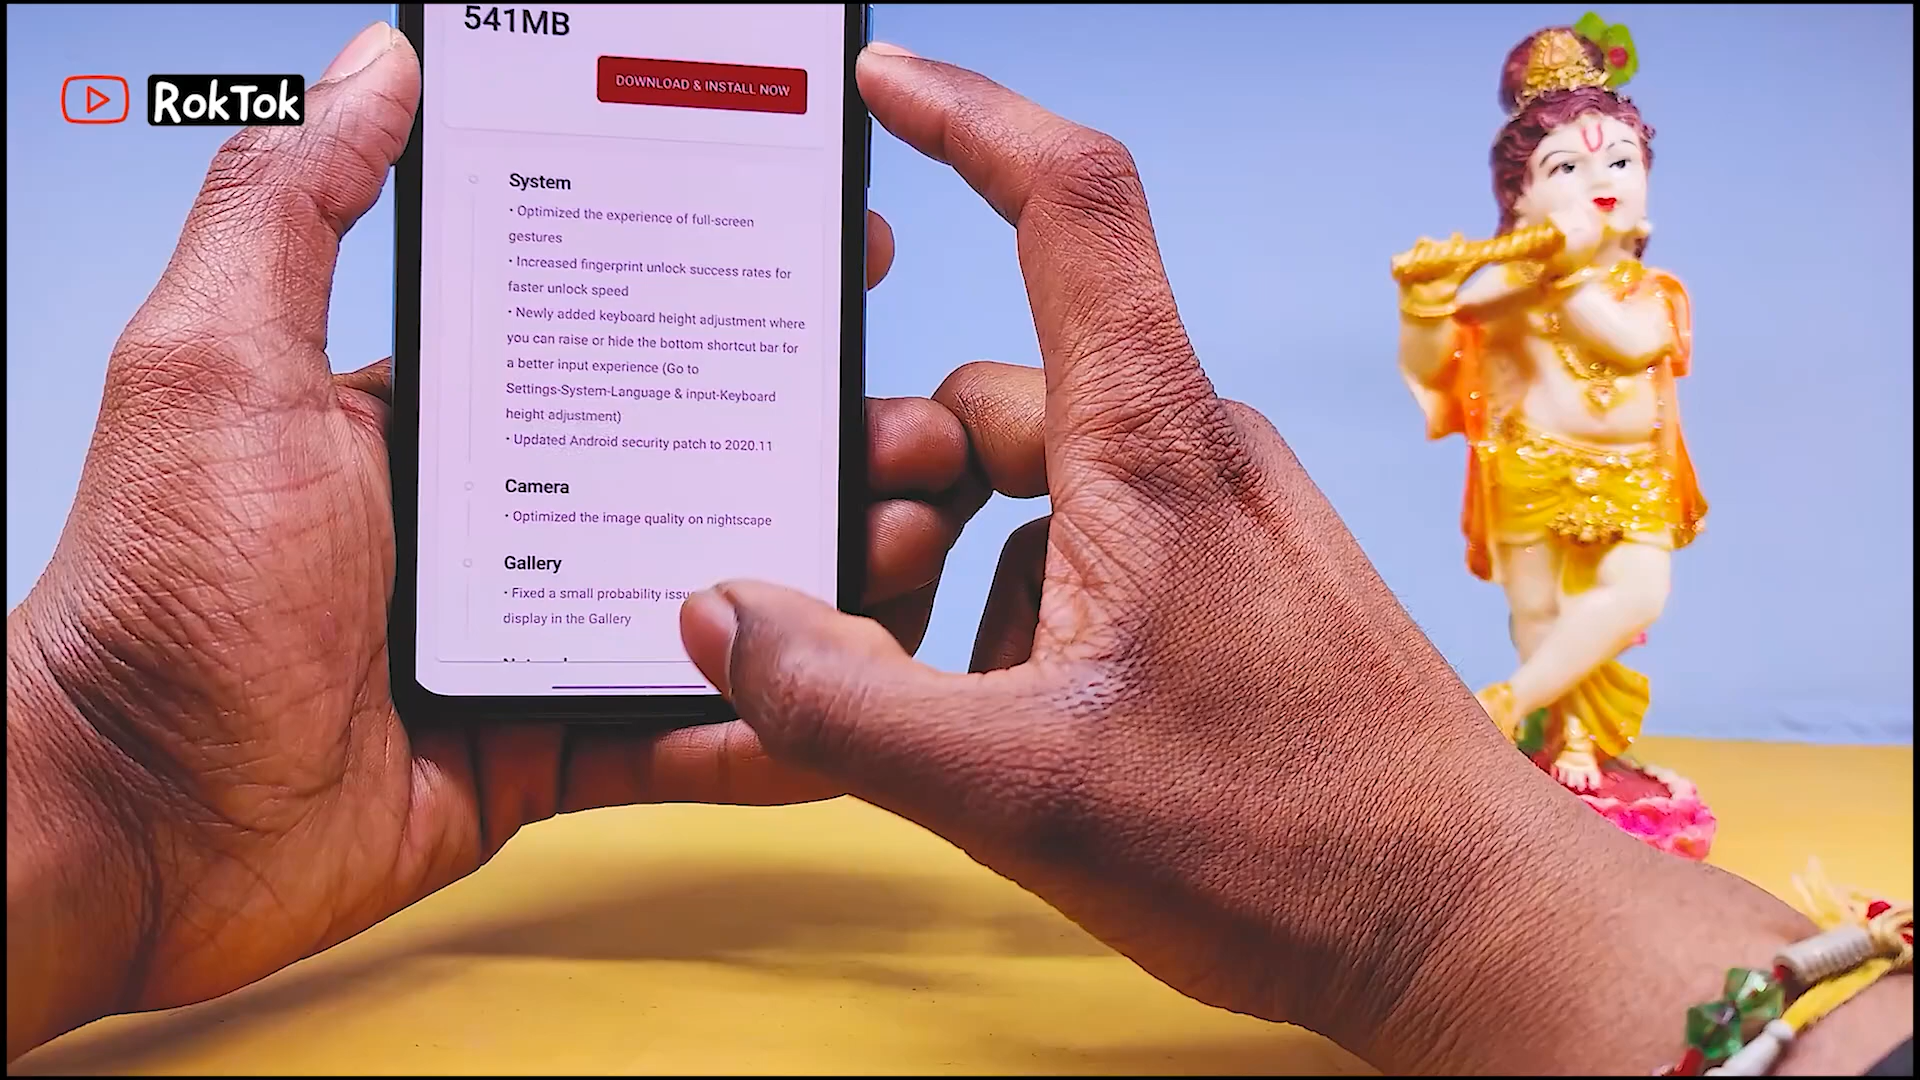 541MB
DOWNLOAD & INSTALL NOW
RokTok
System
• Optimized the experience of full-screen
gestures
• Increased fingerprint unlock success rates for
faster unlock speed
• Newly added keyboard height adjustment where
you can raise or hide the bottom shortcut bar for
a better input experience (Go to
Settings-System-Language & input-Keyboard
height adjustment)
• Updated Android security patch to 2020.11
Camera
• Optimized the image quality on nightscape
Gallery
• Fixed a small probability
display in the Gallery